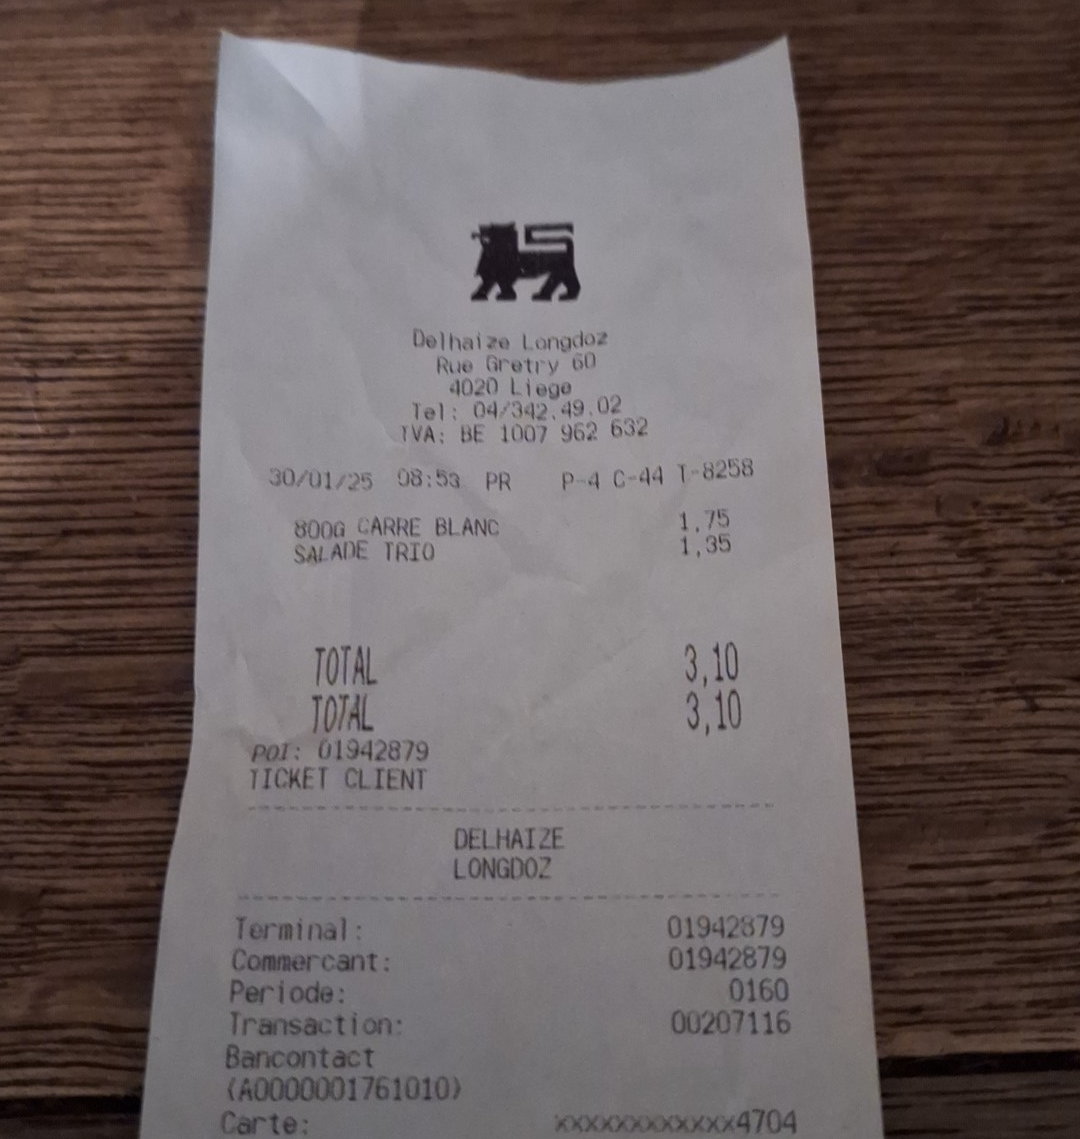 Delhaize Longdoz
Rue Gretry 60
4020 Liege
Tel: 04/342.49.02
TVA: BE 1007 962 632
30/01/25 08:53 PR P-4 C-44 T-8258
800G CARRE BLANC 1,75
SALADE TRIO 1,35
TOTAL 3,10
TOTAL 3,10
POI: 01942879
TICKET CLIENT
DELHAIZE
LONGDOZ
Terminal: 01942879
Commercant: 01942879
Periode: 0160
Transaction: 00207116
Bancontact
(A0000001761010)
Carte: xxxxxxxxxxxx4704